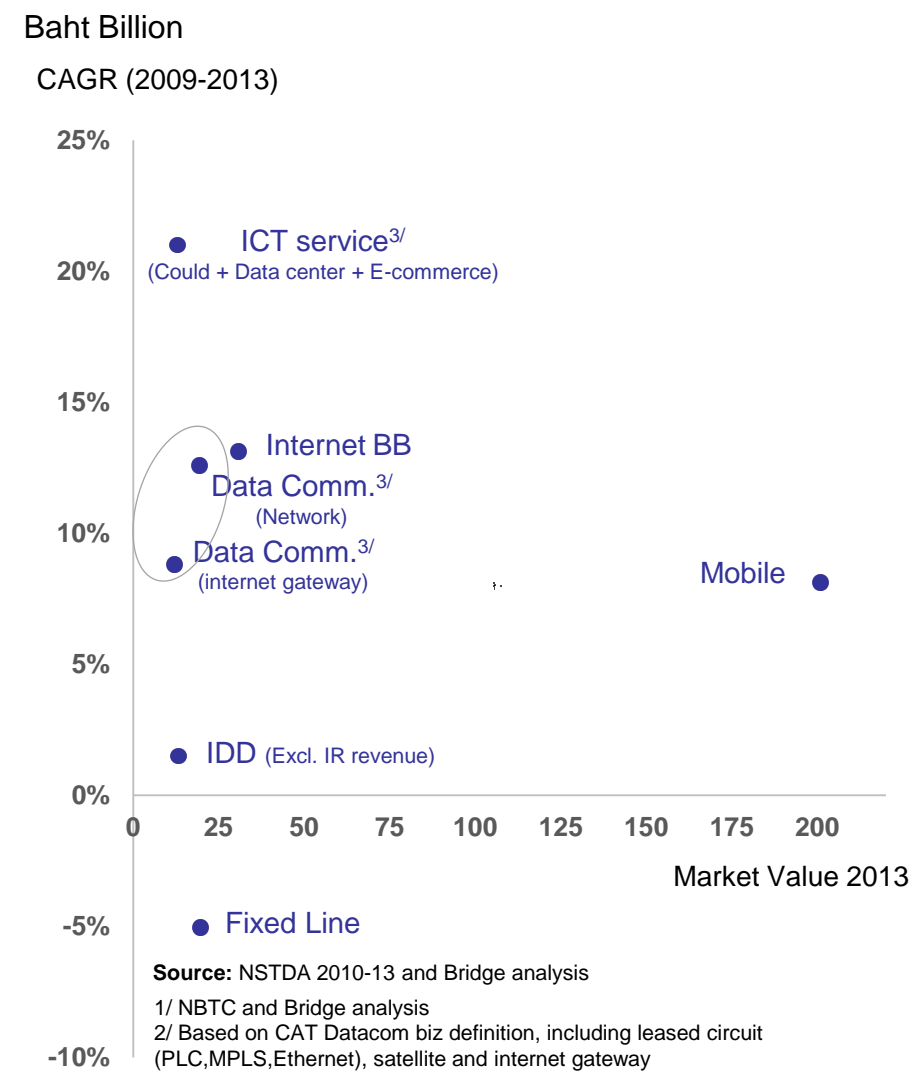 Baht Billion
CAGR (2009-2013)
25%
ICT service3/
20%
(Could + Data center + E-commerce)
15%
Internet BB
Data Comm.3/
(Network)
10%
Data Comm.3/
(internet gateway)
Mobile
5%
IDD (Excl. IR revenue)
0%
0 25 50 75 100 125 150 175 200
Market Value 2013
-5%
Fixed Line
Source: NSTDA 2010-13 and Bridge analysis
1/ NBTC and Bridge analysis
2/ Based on CAT Datacom biz definition, including leased circuit
(PLC,MPLS,Ethernet), satellite and internet gateway
-10%